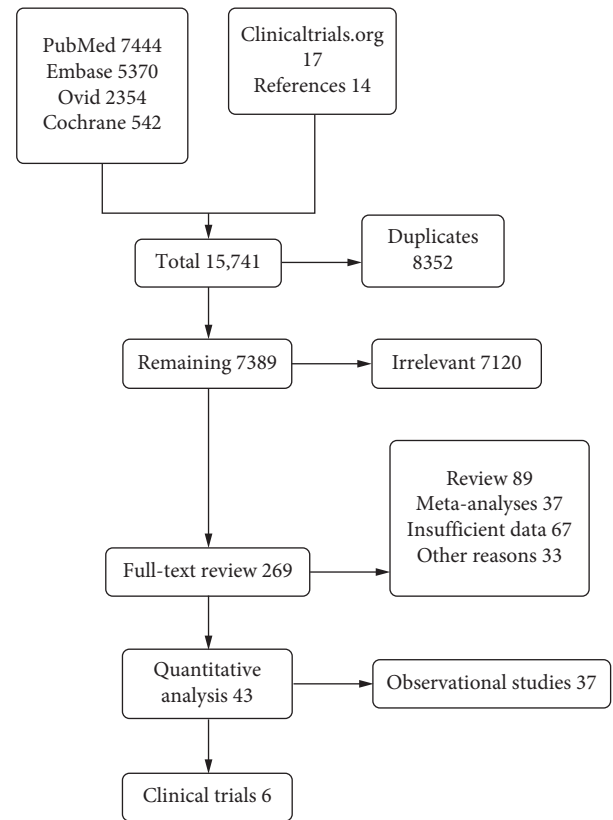 PubMed 7444
Embase 5370
Ovid 2354
Cochrane 542
Clinicaltrials.org
17
References 14
Total 15,741
Duplicates
8352
Remaining 7389
Irrelevant 7120
Review 89
Meta-analyses 37
Insufficient data 67
Other reasons 33
Full-text review 269
Quantitative
analysis 43
Observational studies 37
Clinical trials 6